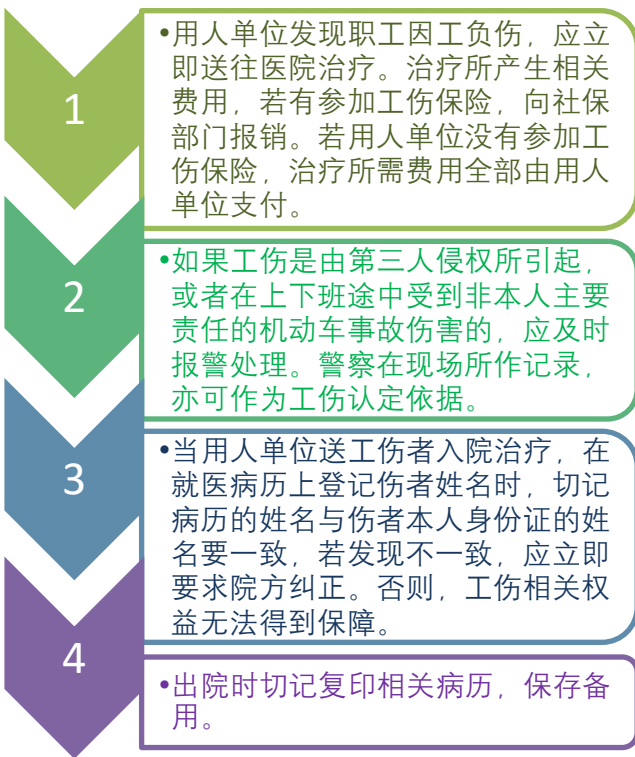 1
•用人单位发现职工因工负伤，应立
即送往医院治疗。治疗所产生相关
费用，若有参加工伤保险，向社保
部门报销。若用人单位没有参加工
伤保险，治疗所需费用全部由用人
单位支付。
2
•如果工伤是由第三人侵权所引起，
或者在上下班途中受到非本人主要
责任的机动车事故伤害的，应及时
报警处理。警察在现场所作记录，
亦可作为工伤认定依据。
3
•当用人单位送工伤者入院治疗，在
就医病历上登记伤者姓名时，切记
病历的姓名与伤者本人身份证的姓
名要一致，若发现不一致，应立即
要求院方纠正。否则，工伤相关权
益无法得到保障。
4
•出院时切记复印相关病历，保存备
用。